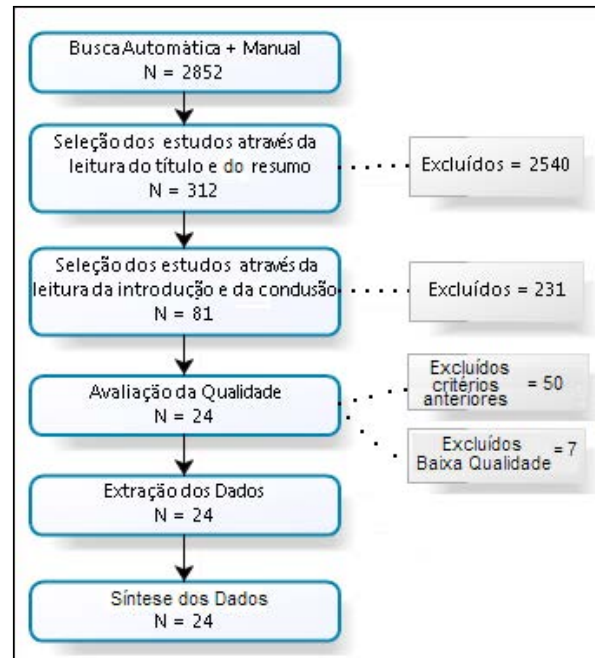 Busca Automática + Manual
N = 2852
Seleção dos estudos através da
leitura do título e do resumo
N = 312
Excluídos = 2540
Seleção dos estudos através da
leitura da introdução e da conclusão
N = 81
Excluídos = 231
Avaliação da Qualidade
N = 24
Excluídos
critérios = 50
anteriores
Excluídos = 7
Baixa Qualidade
Extração dos Dados
N = 24
Síntese dos Dados
N = 24